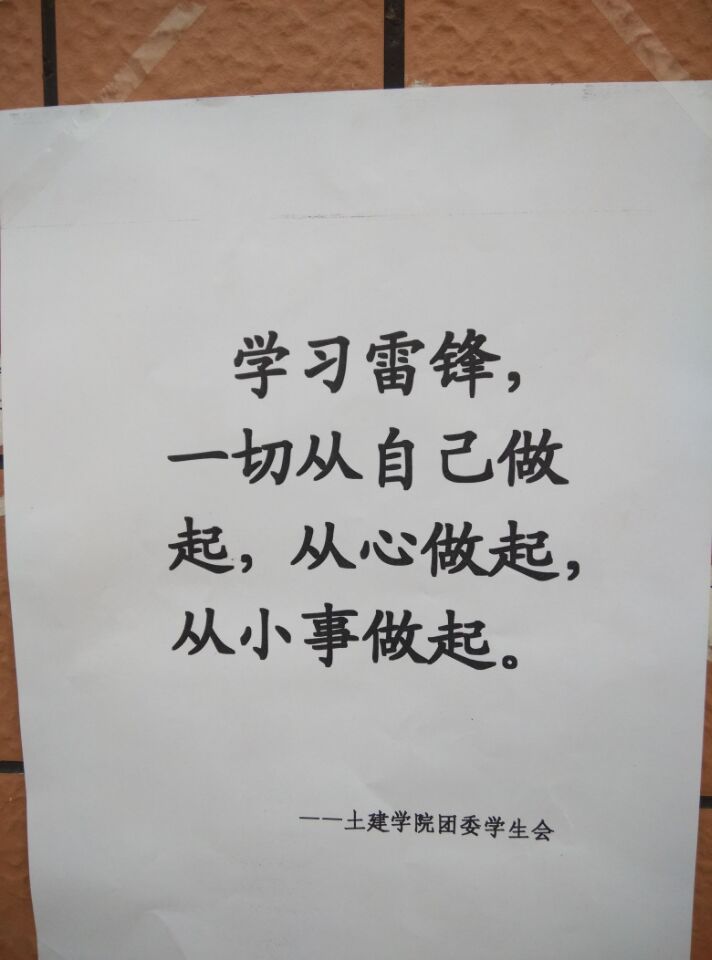 学习雷锋，
一切从自己做
起，从心做起，
从小事做起。
——土建学院团委学生会